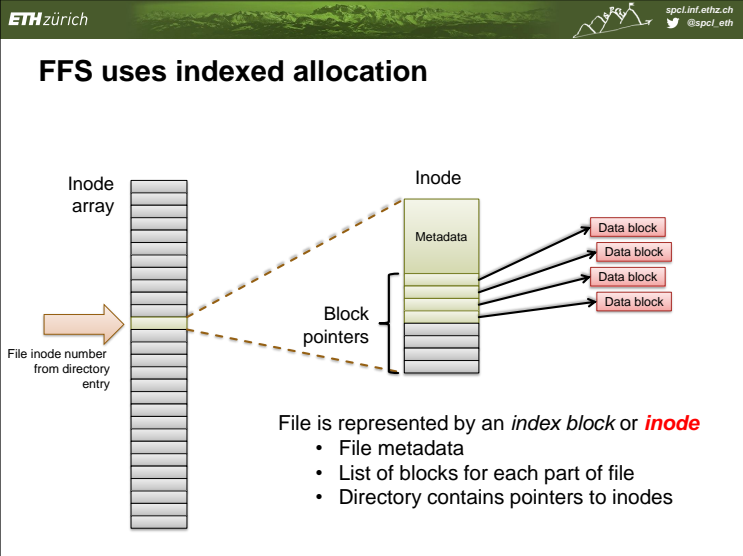 ETH zürich
spcl.inf.ethz.ch
@spcl_eth
FFS uses indexed allocation
Inode
array
File inode number
from directory
entry
Inode
Metadata
Block
pointers
Data block
Data block
Data block
Data block
File is represented by an index block or inode
• File metadata
• List of blocks for each part of file
• Directory contains pointers to inodes